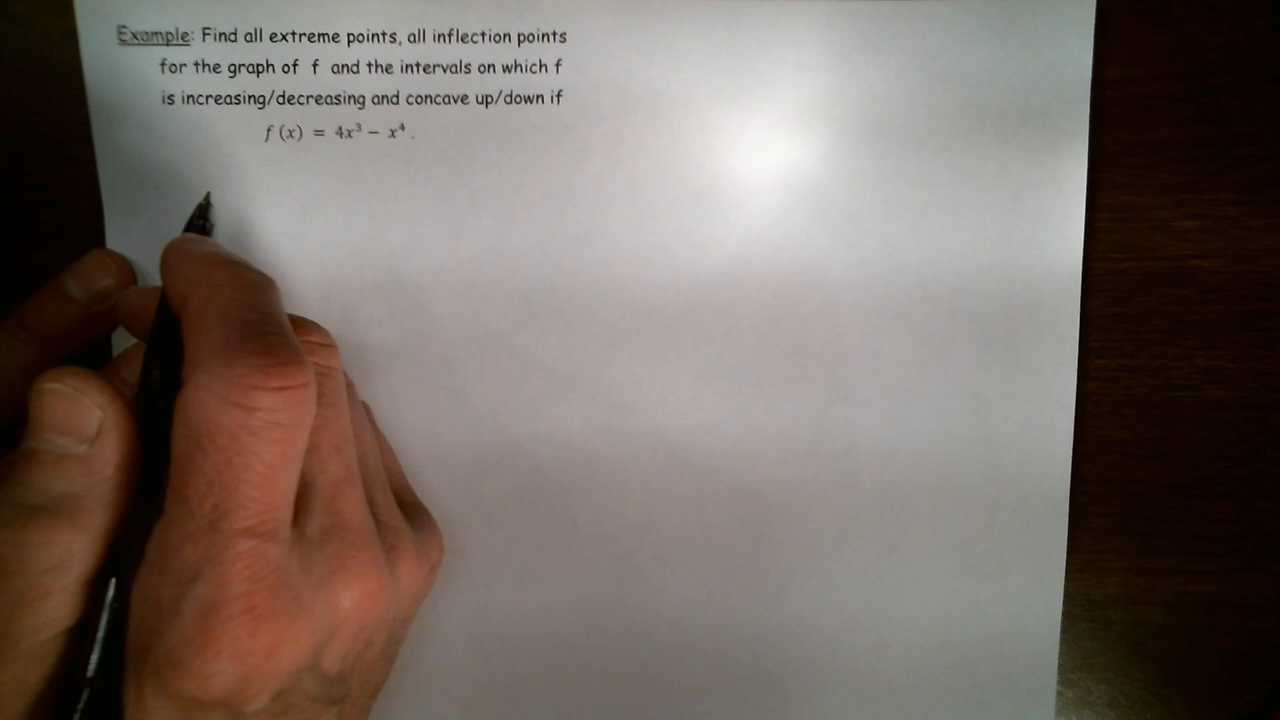 Example: Find all extreme points, all inflection points
for the graph of f and the intervals on which f
is increasing/decreasing and concave up/down if
f (x) = 4x³ − x⁴ .